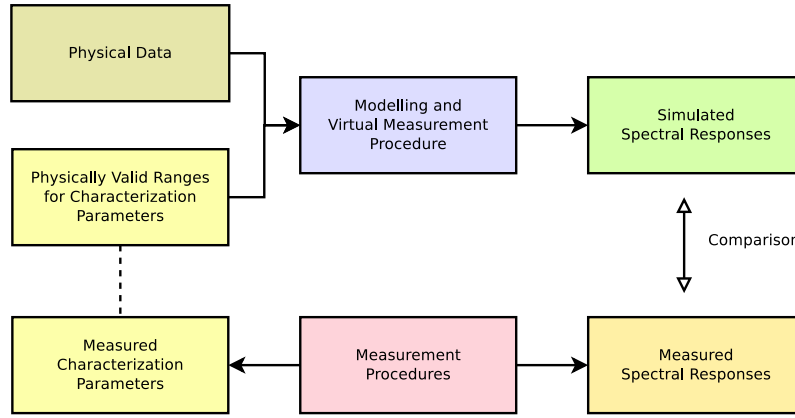 Physical Data
Modelling and
Virtual Measurement
Procedure
Simulated
Spectral Responses
Physically Valid Ranges
for Characterization
Parameters
Comparison
Measured
Characterization
Parameters
Measurement
Procedures
Measured
Spectral Responses